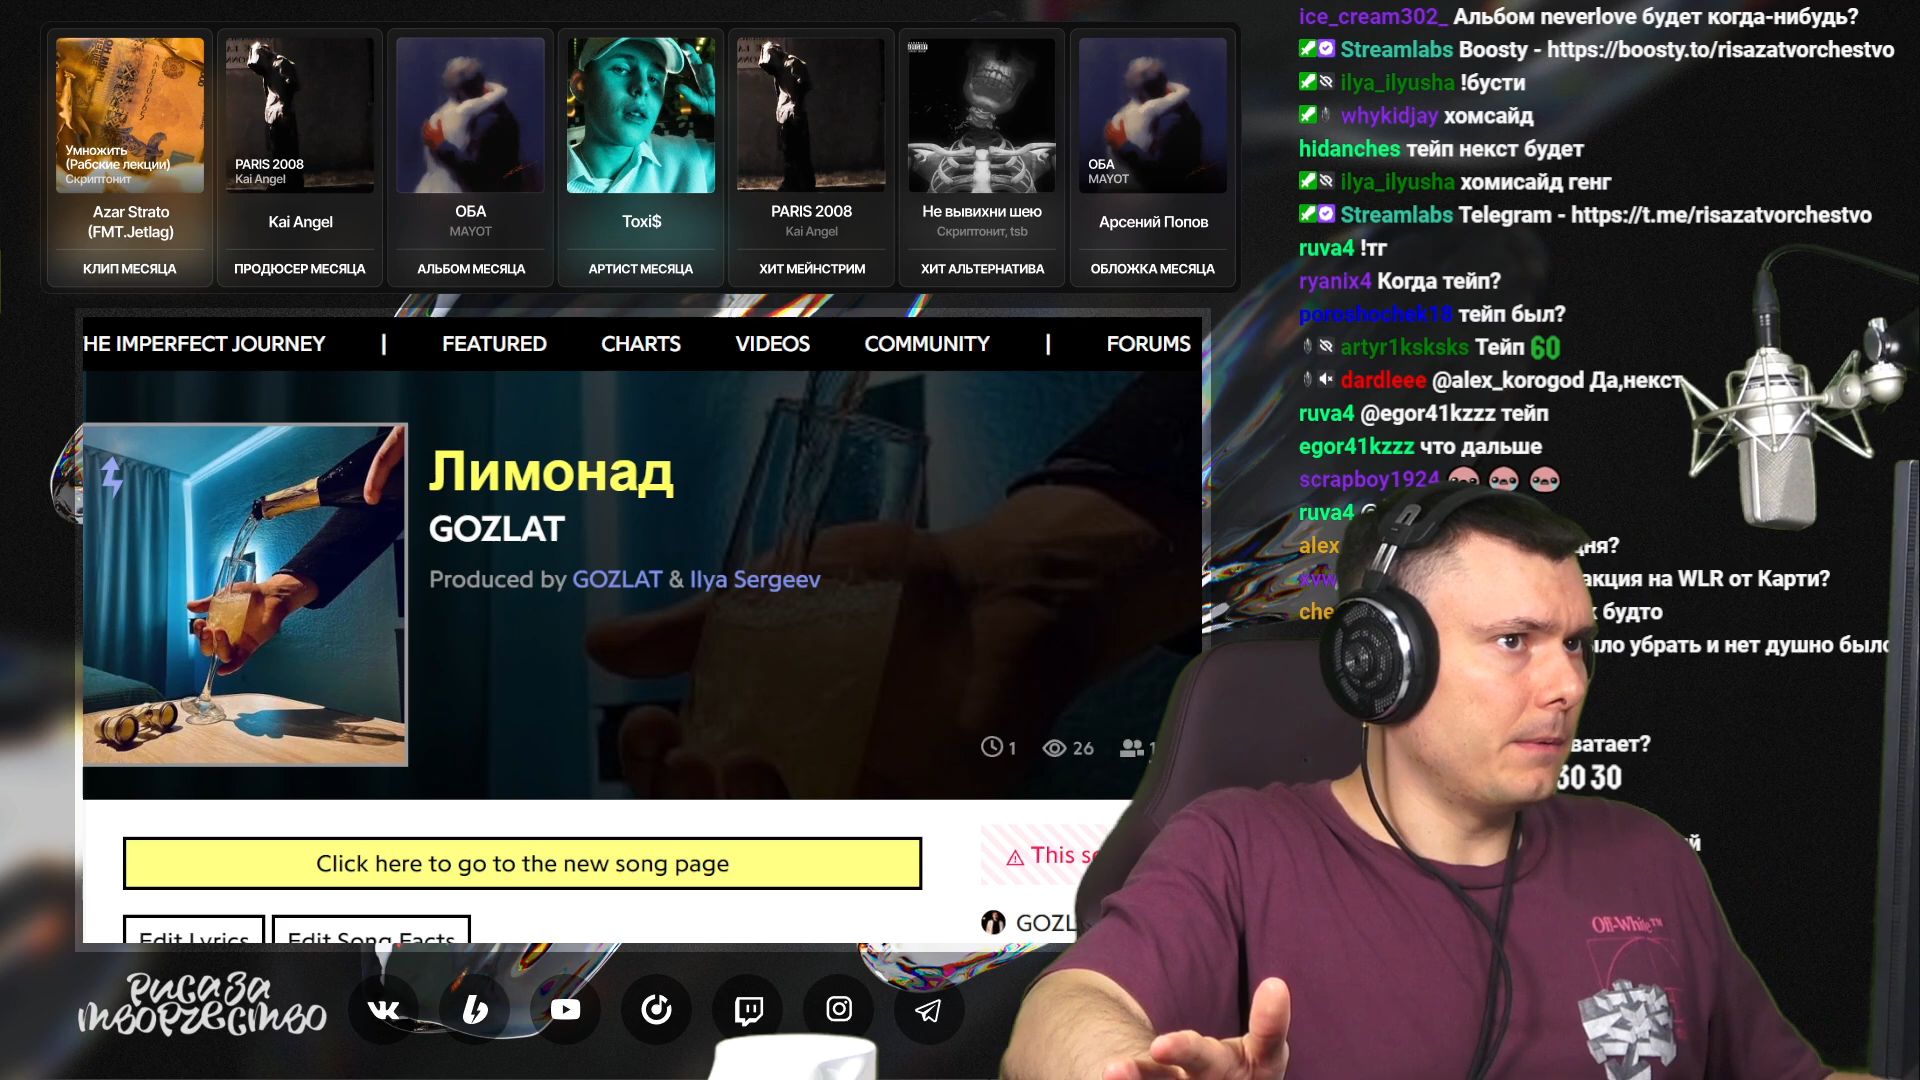 Умножить
(Рабские лекции)
Скриптонит
Azar Strato
(FMT.Jetlag)
КЛИП МЕСЯЦА
PARIS 2008
Kai Angel
Kai Angel
ПРОДЮСЕР МЕСЯЦА
ОБА
MAYOT
АЛЬБОМ МЕСЯЦА
Toxi$
АРТИСТ МЕСЯЦА
PARIS 2008
Kai Angel
ХИТ МЕЙНСТРИМ
Не вывихни шею
Скриптонит, tsb
ХИТ АЛЬТЕРНАТИВА
ОБА
MAYOT
Арсений Попов
ОБЛОЖКА МЕСЯЦА
HE IMPERFECT JOURNEY | FEATURED CHARTS VIDEOS COMMUNITY | FORUMS
Лимонад
GOZLAT
Produced by GOZLAT & Ilya Sergeev
1 26 1
Click here to go to the new song page
This
Edit Lyrics Edit Song Facts
риса за
творчество
ice_cream302_ Альбом neverlove будет когда-нибудь?
Streamlabs Boosty - https://boosty.to/risazatvorchestvo
ilya_ilyusha !бусти
whykidjay хомсайд
hidanches тейп некст будет
ilya_ilyusha хомисайд генг
Streamlabs Telegram - https://t.me/risazatvorchestvo
ruva4 !тг
ryanix4 Когда тейп?
poroshochek18 тейп был?
artyr1ksksks Тейп 60
dardleee @alex_korogod Да,некст
ruva4 @egor41kzzz тейп
egor41kzzz что дальше
scrapboy1924
ruva4
на WLR от Карти?
будто
убрать и нет душно
30 30
Off-White™